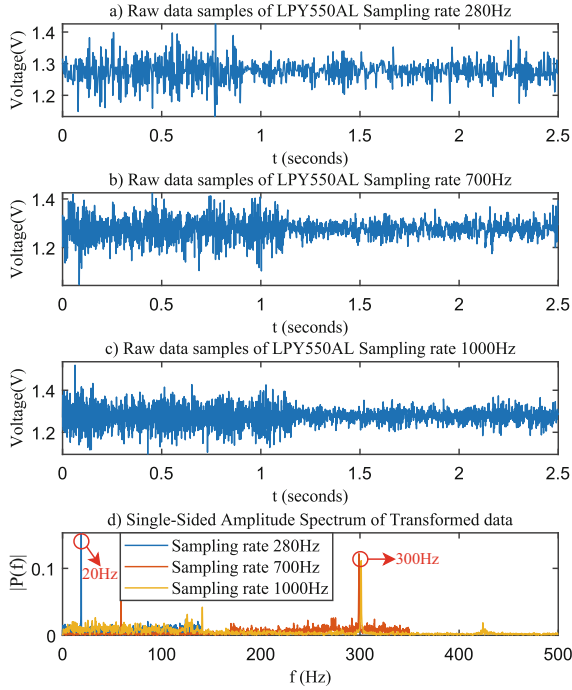 a) Raw data samples of LPY550AL Sampling rate 280Hz
1.4
1.3
1.2
Voltage(V)
0 0.5 1 1.5 2 2.5
t (seconds)
b) Raw data samples of LPY550AL Sampling rate 700Hz
1.4
1.2
Voltage(V)
0 0.5 1 1.5 2 2.5
t (seconds)
c) Raw data samples of LPY550AL Sampling rate 1000Hz
1.4
1.2
Voltage(V)
0 0.5 1 1.5 2 2.5
t (seconds)
d) Single-Sided Amplitude Spectrum of Transformed data
0.1
0
|P(f)|
20Hz
Sampling rate 280Hz
Sampling rate 700Hz
Sampling rate 1000Hz
300Hz
0 100 200 300 400 500
f (Hz)